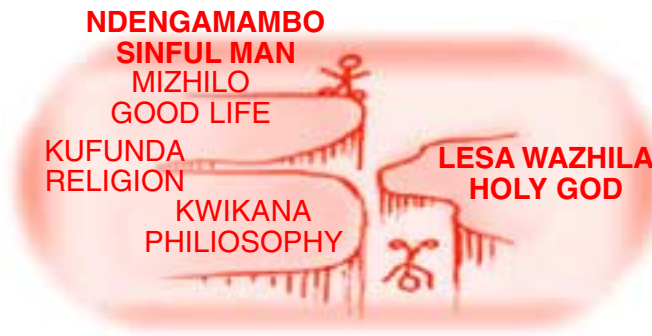 NDENGAMAMBO
SINFUL MAN
MIZHILO
GOOD LIFE
KUFUNDA
RELIGION
KWIKANA
PHILIOSOPHY
LESA WAZHILA
HOLY GOD